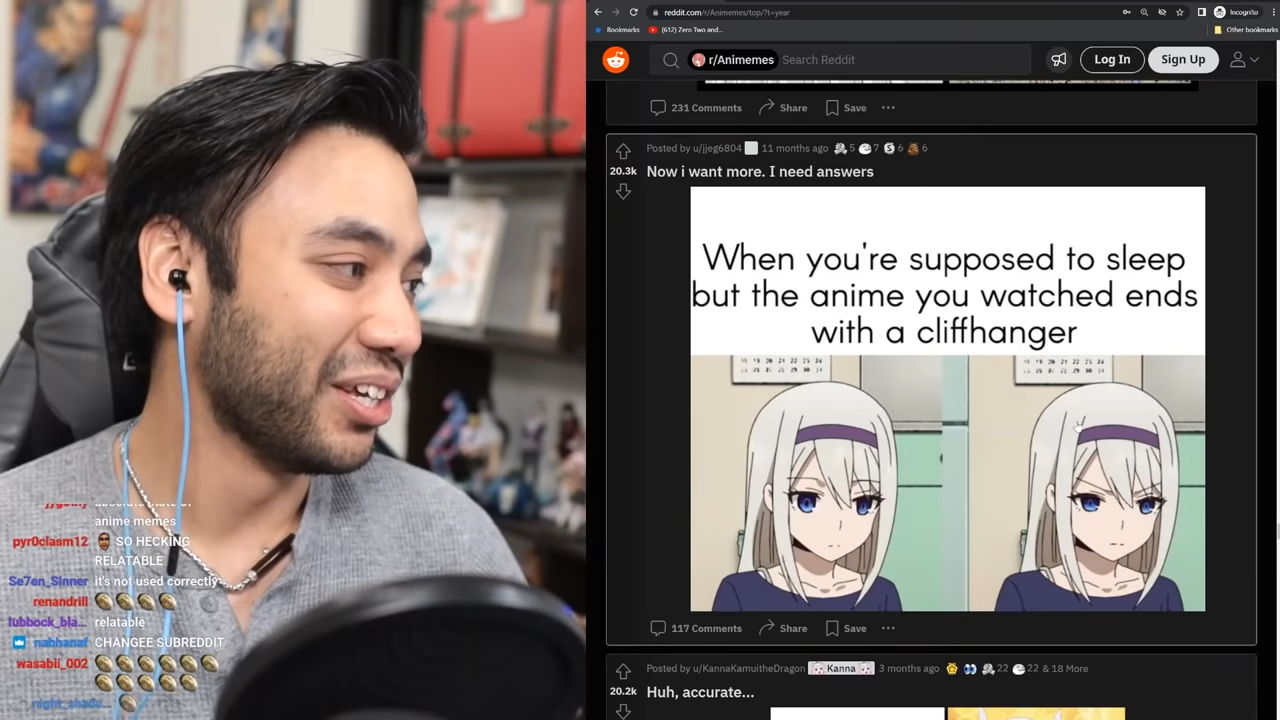 reddit.com/r/Animemes/top/?t=year
Incognito
Bookmarks
(612) Zero Two and...
Other bookmarks
r/Animemes
Search Reddit
Log In
Sign Up
231 Comments
Share
Save
Posted by u/jjeg6804
11 months ago
5
7
6
6
20.3k
Now i want more. I need answers
When you're supposed to sleep
but the anime you watched ends
with a cliffhanger
117 Comments
Share
Save
Posted by u/KannaKamuitheDragon
Kanna
3 months ago
22
22
& 18 More
20.2k
Huh, accurate...
anime memes
pyr0clasm12 SO HECKING
RELATABLE
Se7en_Sinner it's not used correctly
renandrill
lubbock_bla... relatable
nabhanaf CHANGEE SUBREDDIT
wasabii_002